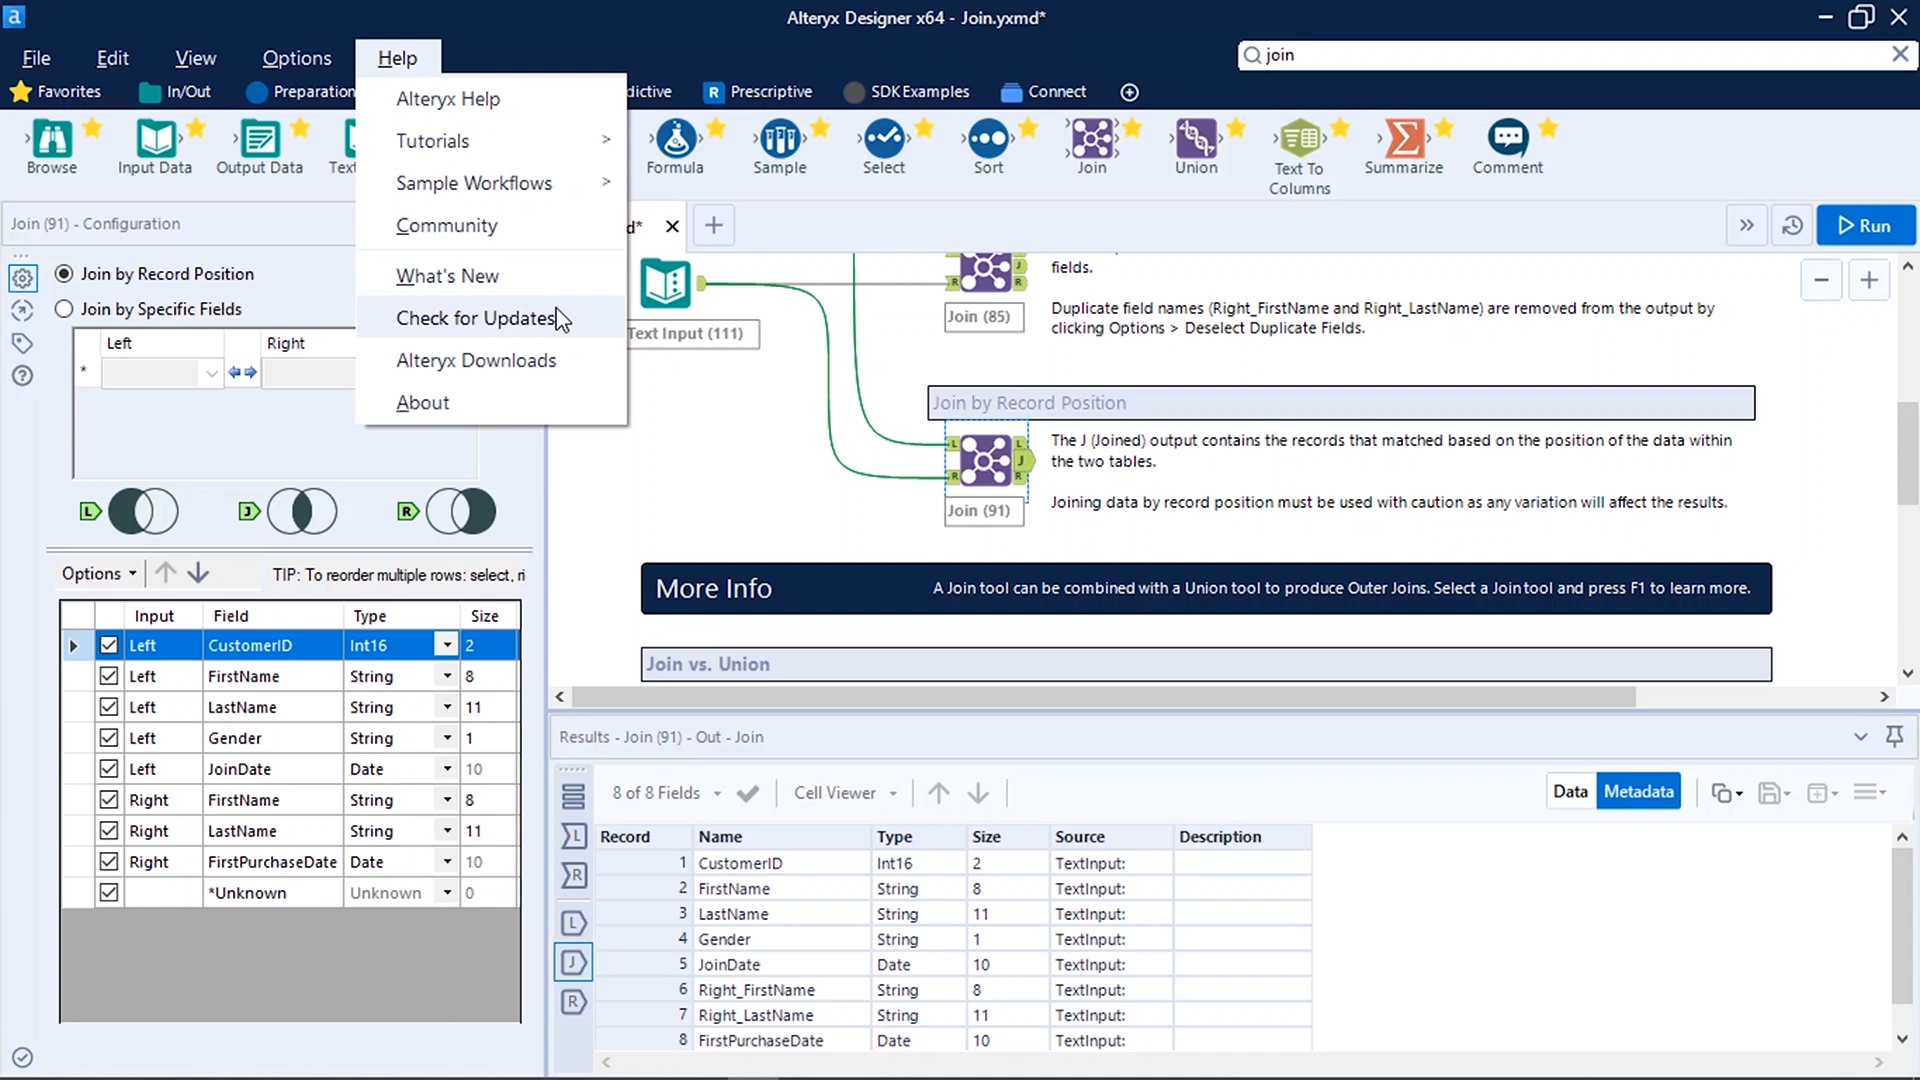 a
Alteryx Designer x64 - Join.yxmd*
File Edit View Options Help
join
Favorites In/Out Preparation dictive Prescriptive SDKExamples Connect
Alteryx Help
Tutorials >
Sample Workflows >
Community
What's New
Check for Updates
Alteryx Downloads
About
Browse Input Data Output Data Text Formula Sample Select Sort Join Union Text To Columns Summarize Comment
Join (91) - Configuration
d*
Run
Join by Record Position
Join by Specific Fields
Left Right
*
L J R
Options TIP: To reorder multiple rows: select, ri
Input Field Type Size
Left CustomerID Int16 2
Left FirstName String 8
Left LastName String 11
Left Gender String 1
Left JoinDate Date 10
Right FirstName String 8
Right LastName String 11
Right FirstPurchaseDate Date 10
*Unknown Unknown 0
Text Input (111)
R J R
Join (85)
fields.
Duplicate field names (Right_FirstName and Right_LastName) are removed from the output by
clicking Options > Deselect Duplicate Fields.
Join by Record Position
L R L J R
Join (91)
The J (Joined) output contains the records that matched based on the position of the data within
the two tables.
Joining data by record position must be used with caution as any variation will affect the results.
More Info A Join tool can be combined with a Union tool to produce Outer Joins. Select a Join tool and press F1 to learn more.
Join vs. Union
Results - Join (91) - Out - Join
8 of 8 Fields Cell Viewer Data Metadata
L
R
L
J
R
Record Name Type Size Source Description
1 CustomerID Int16 2 TextInput:
2 FirstName String 8 TextInput:
3 LastName String 11 TextInput:
4 Gender String 1 TextInput:
5 JoinDate Date 10 TextInput:
6 Right_FirstName String 8 TextInput:
7 Right_LastName String 11 TextInput:
8 FirstPurchaseDate Date 10 TextInput: